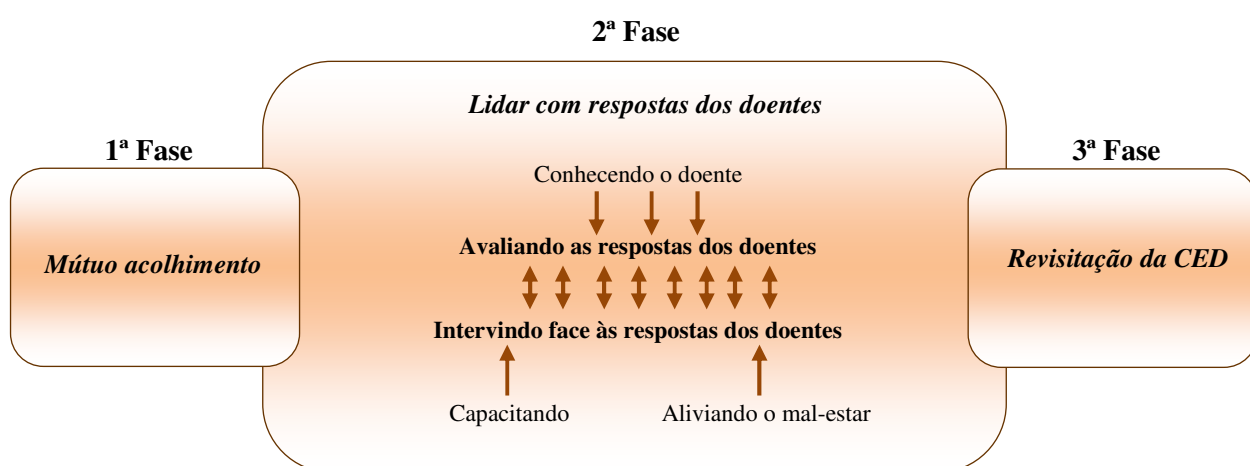 2ª Fase
Lidar com respostas dos doentes
1ª Fase
3ª Fase
Conhecendo o doente
Avaliando as respostas dos doentes
Mútuo acolhimento
Revisitação da CED
Intervindo face às respostas dos doentes
Capacitando
Aliviando o mal-estar